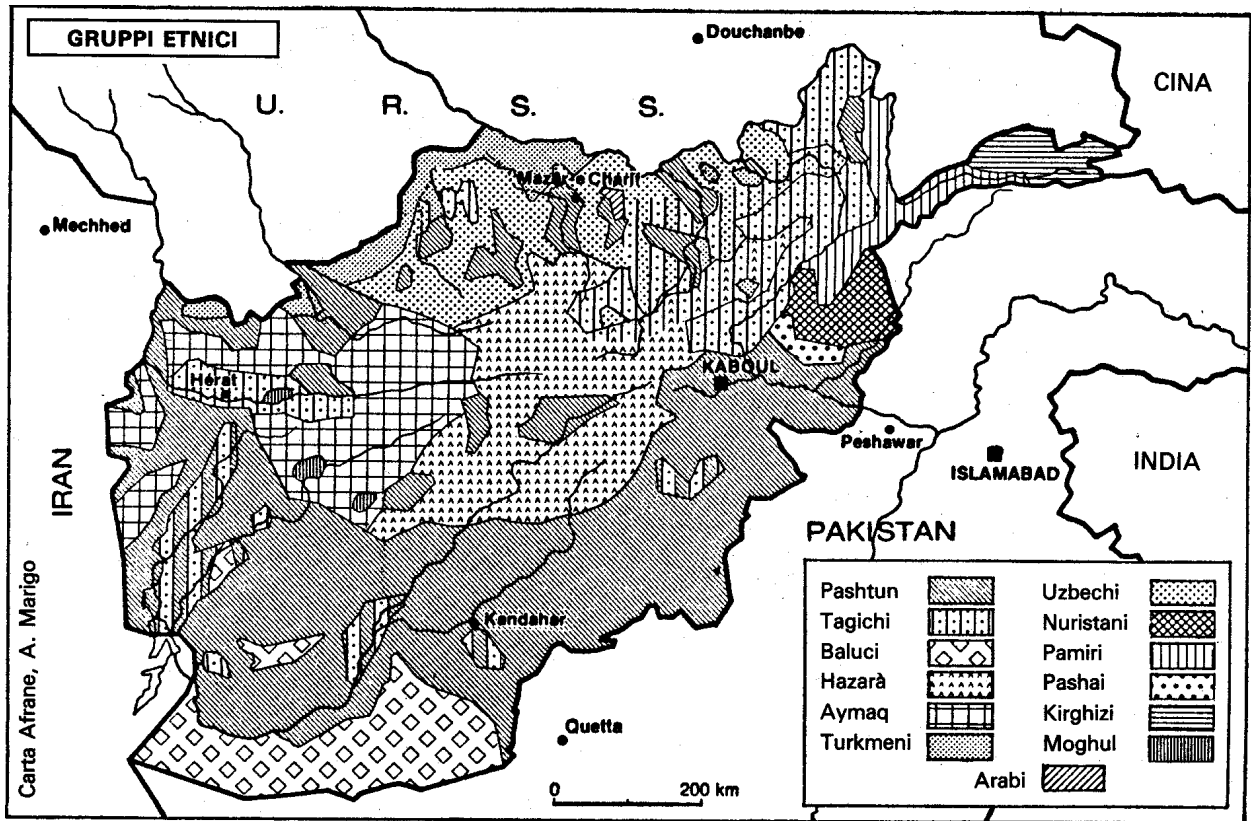 GRUPPI ETNICI
Douchanbe
CINA
U. R. S. S.
Mazar-e Charif
Mechhed
Hérat
KABOUL
Peshawar
ISLAMABAD
INDIA
IRAN
PAKISTAN
Kandahar
Quetta
0 200 km
Pashtun
Tagichi
Baluci
Hazarà
Aymaq
Turkmeni
Uzbechi
Nuristani
Pamiri
Pashai
Kirghizi
Moghul
Arabi
Carta Afrane, A. Marigo